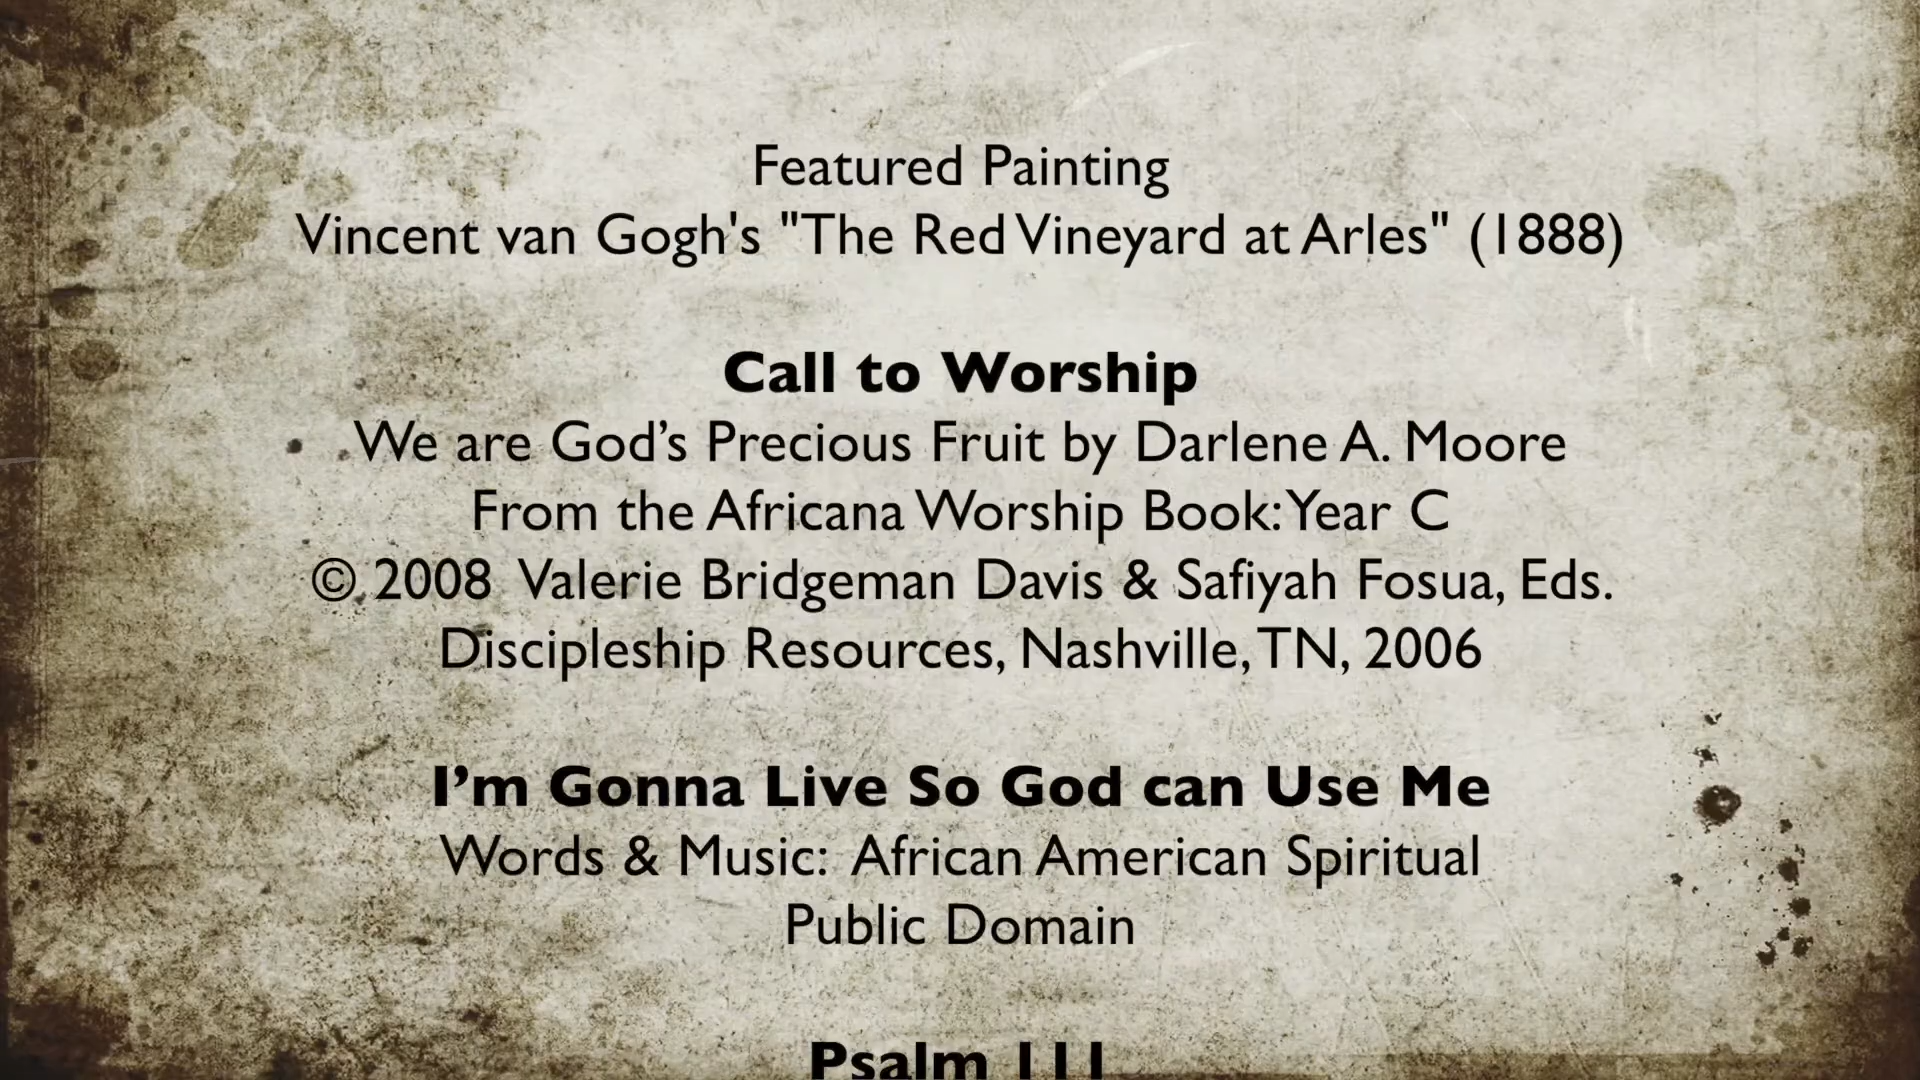 Featured Painting
Vincent van Gogh's "The Red Vineyard at Arles" (1888)
Call to Worship
We are God’s Precious Fruit by Darlene A. Moore
From the Africana Worship Book: Year C
© 2008 Valerie Bridgeman Davis & Safiyah Fosua, Eds.
Discipleship Resources, Nashville, TN, 2006
I’m Gonna Live So God can Use Me
Words & Music: African American Spiritual
Public Domain
Psalm 111